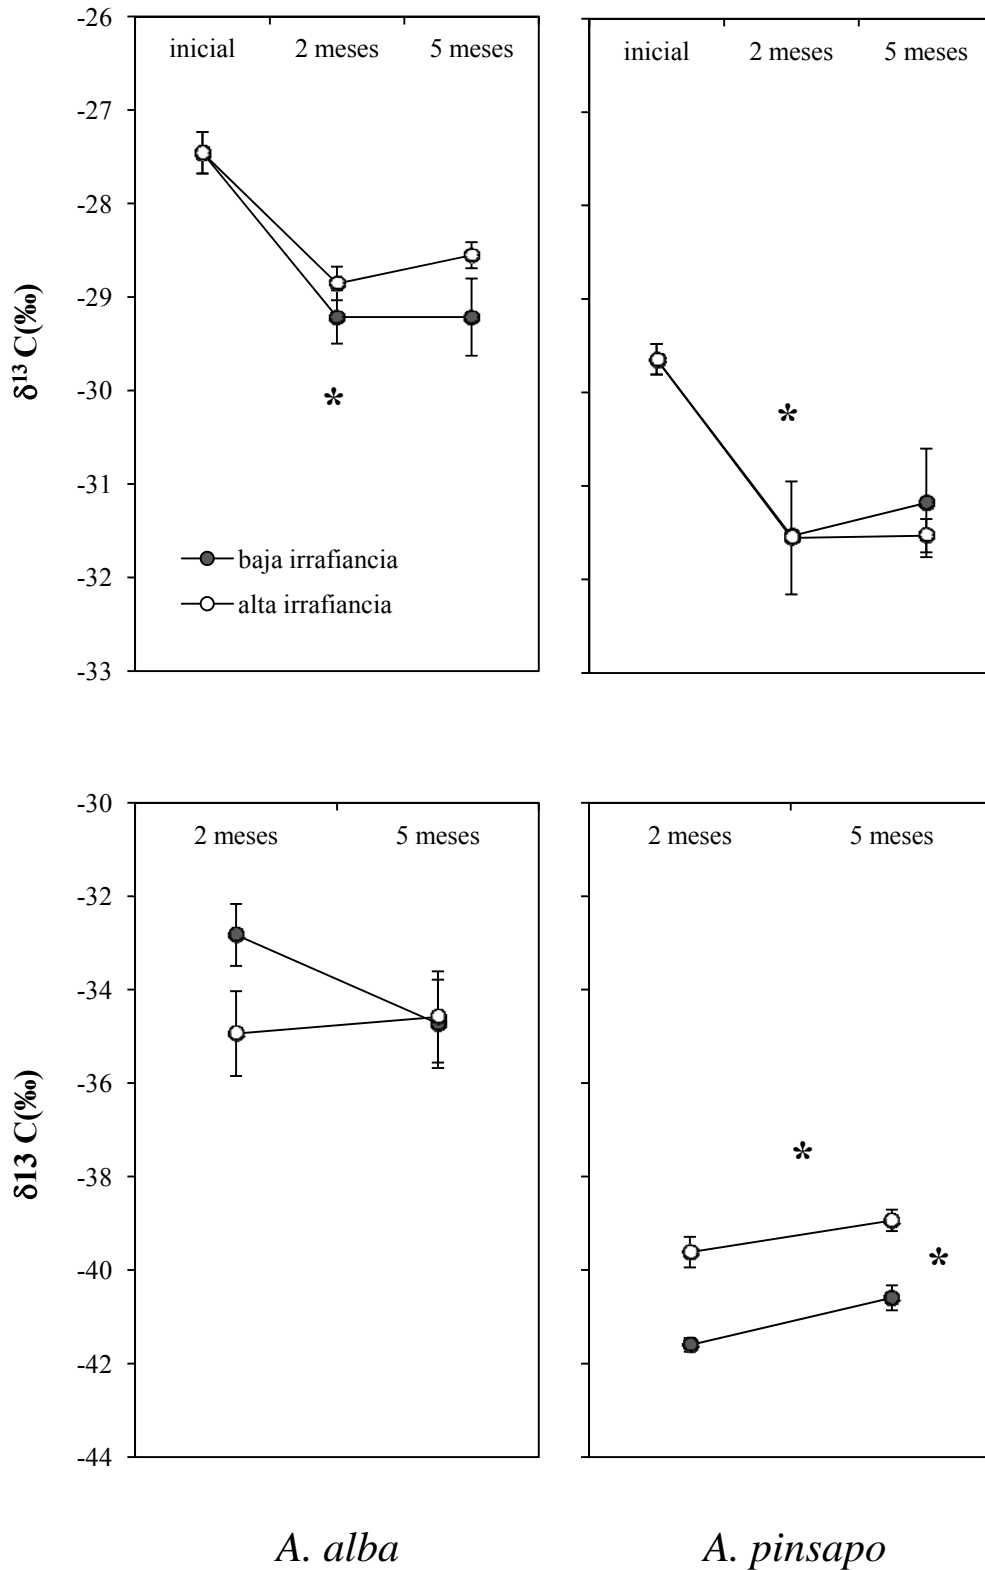 -26
-27
-28
-29
-30
-31
-32
-33
δ¹³ C(‰)
inicial 2 meses 5 meses
*
baja irrafiancia
alta irrafiancia
inicial 2 meses 5 meses
*
-30
-32
-34
-36
-38
-40
-42
-44
δ13 C(‰)
2 meses 5 meses
2 meses 5 meses
*
*
A. alba A. pinsapo